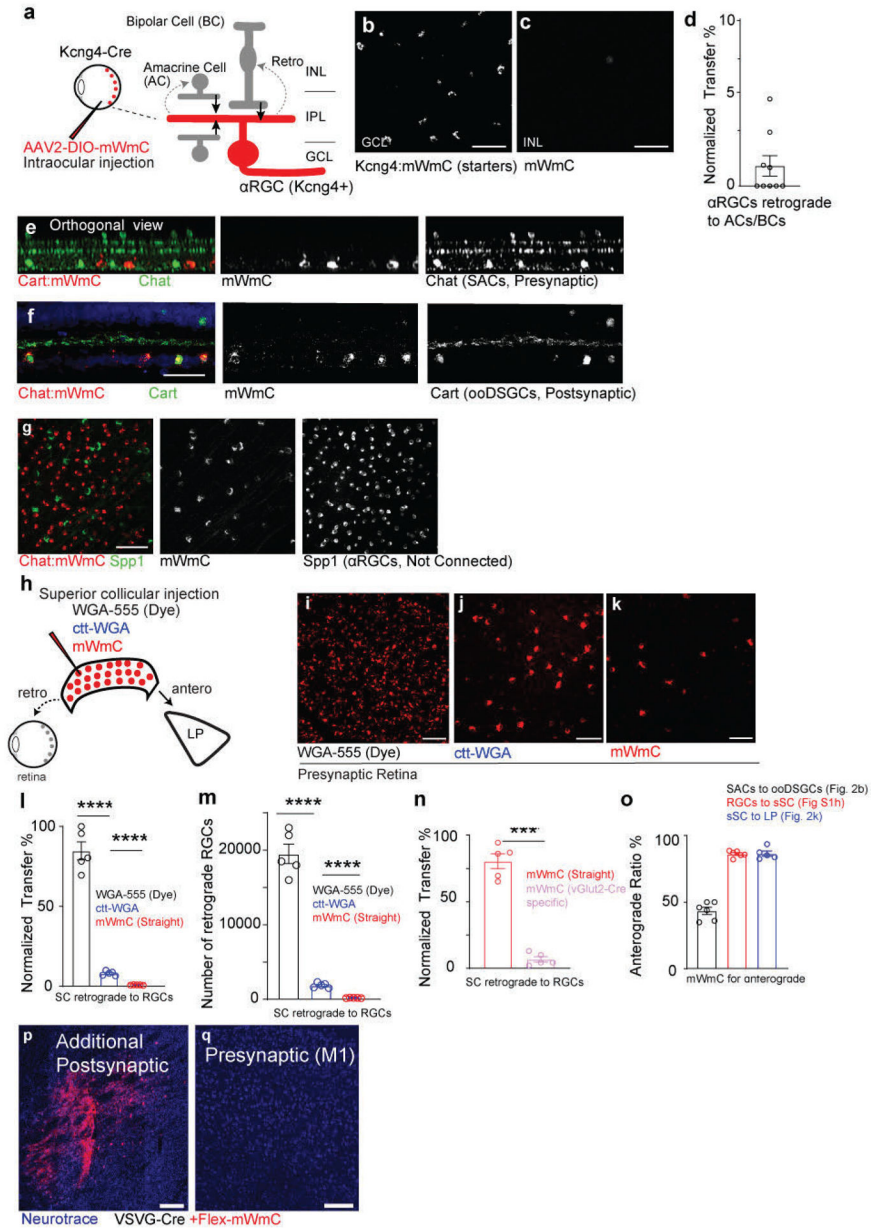 a
Kcng4-Cre
AAV2-DIO-mWmC
Intraocular injection
Bipolar Cell (BC)
Amacrine Cell
(AC)
Retro
INL
IPL
GCL
αRGC (Kcng4+)
b
GCL
Kcng4:mWmC (starters)
c
INL
mWmC
d
Normalized Transfer %
10
5
0
αRGCs retrograde
to ACs/BCs
e
Orthogonal view
Cart:mWmC Chat
mWmC
Chat (SACs, Presynaptic)
f
Chat:mWmC Cart
mWmC
Cart (ooDSGCs, Postsynaptic)
g
Chat:mWmC Spp1
mWmC
Spp1 (αRGCs, Not Connected)
h
Superior collicular injection
WGA-555 (Dye)
ctt-WGA
mWmC
retro
antero
retina
LP
i
WGA-555 (Dye)
j
ctt-WGA
k
mWmC
Presynaptic Retina
l
Normalized Transfer %
100
50
0
****
****
WGA-555 (Dye)
ctt-WGA
mWmC (Straight)
SC retrograde to RGCs
m
Number of retrograde RGCs
20000
10000
0
****
****
WGA-555 (Dye)
ctt-WGA
mWmC (Straight)
SC retrograde to RGCs
n
Normalized Transfer %
100
50
0
****
mWmC (Straight)
mWmC (vGlut2-Cre
specific)
SC retrograde to RGCs
o
SACs to ooDSGCs (Fig. 2b)
RGCs to sSC (Fig S1h)
sSC to LP (Fig. 2k)
Anterograde Ratio %
100
50
0
mWmC for anterograde
p
Additional
Postsynaptic
q
Presynaptic (M1)
Neurotrace VSVG-Cre +Flex-mWmC